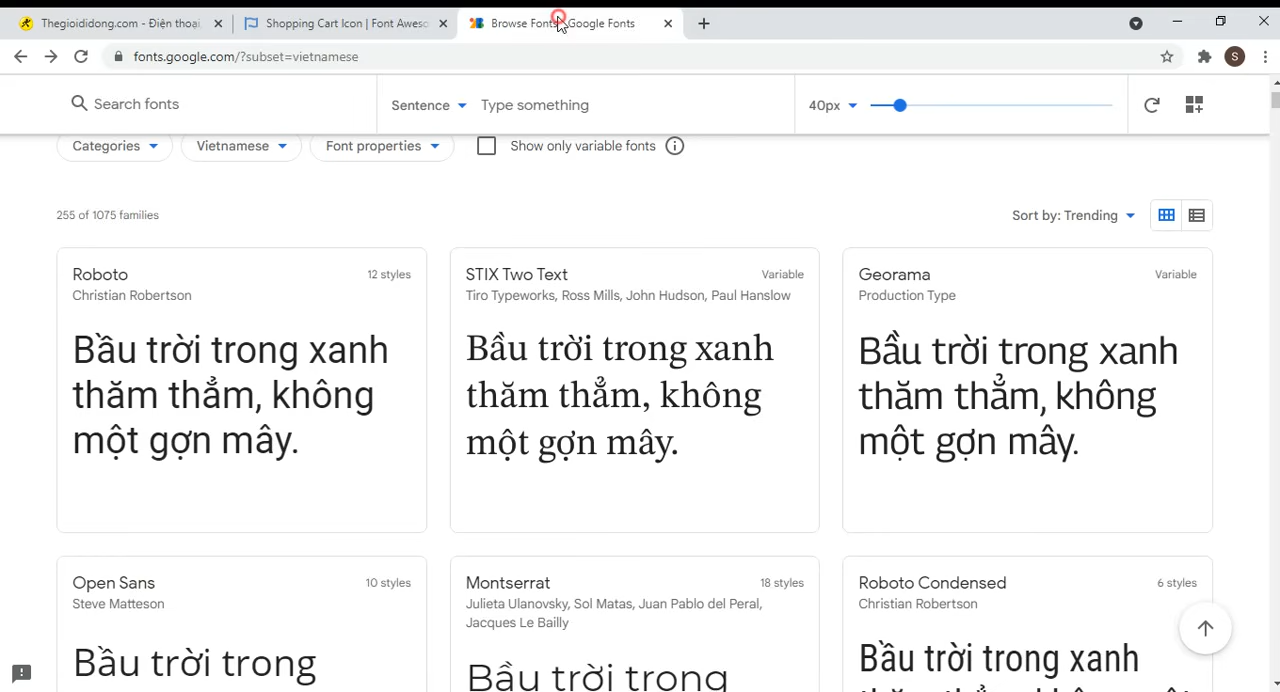 Thegioididong.com - Điện thoại,
Shopping Cart Icon | Font Aweso
Browse Fonts - Google Fonts
fonts.google.com/?subset=vietnamese
S
Search fonts
Sentence
Type something
40px
Categories
Vietnamese
Font properties
Show only variable fonts
255 of 1075 families
Sort by: Trending
Roboto
12 styles
Christian Robertson
Bầu trời trong xanh
thăm thẳm, không
một gợn mây.
STIX Two Text
Variable
Tiro Typeworks, Ross Mills, John Hudson, Paul Hanslow
Bầu trời trong xanh
thăm thẳm, không
một gợn mây.
Georama
Variable
Production Type
Bầu trời trong xanh
thăm thẳm, không
một gợn mây.
Open Sans
10 styles
Steve Matteson
Bầu trời trong
Montserrat
18 styles
Julieta Ulanovsky, Sol Matas, Juan Pablo del Peral,
Jacques Le Bailly
Bầu trời trong
Roboto Condensed
6 styles
Christian Robertson
Bầu trời trong xanh